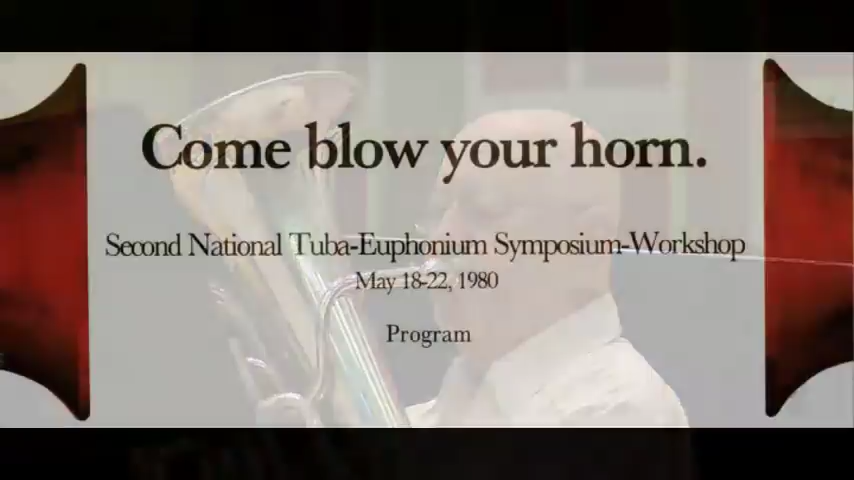 Come blow your horn.
Second National Tuba-Euphonium Symposium-Workshop
May 18-22, 1980
Program